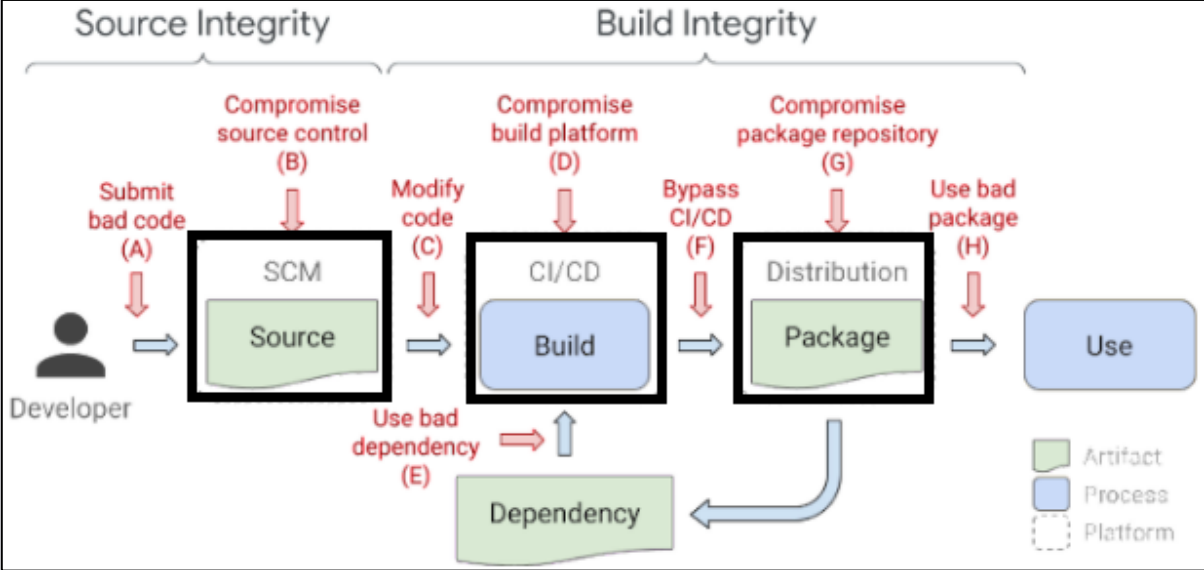 Source Integrity
Build Integrity
Compromise
source control
(B)
Compromise
build platform
(D)
Compromise
package repository
(G)
Submit
bad code
(A)
Modify
code
(C)
Bypass
CI/CD
(F)
Use bad
package
(H)
SCM
Source
CI/CD
Build
Distribution
Package
Use
Developer
Use bad
dependency
(E)
Dependency
Artifact
Process
Platform